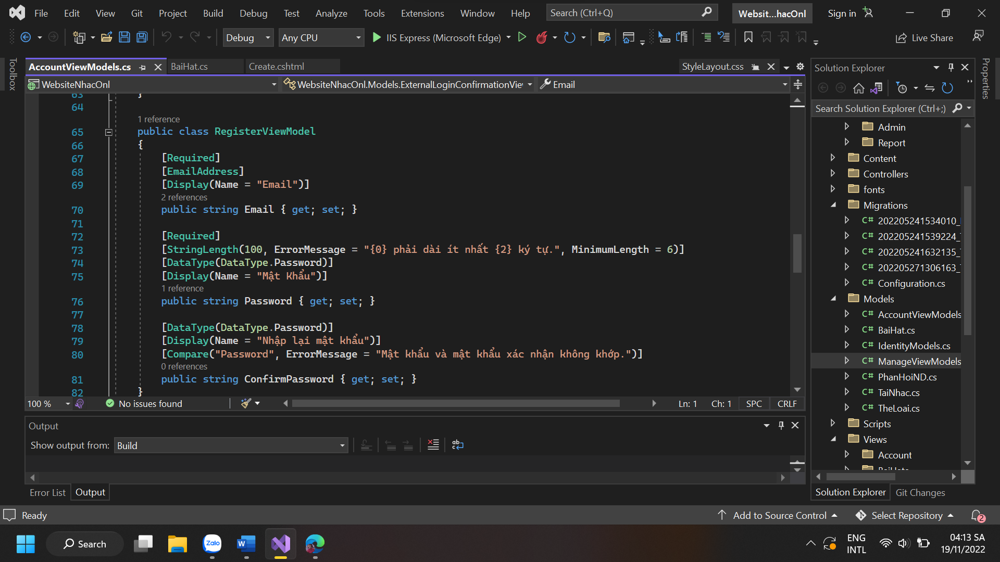 File Edit View Git Project Build Debug Test Analyze Tools Extensions Window Help Search (Ctrl+Q) Websit...hacOnl Sign in
Debug Any CPU IIS Express (Microsoft Edge) Live Share
Toolbox
AccountViewModels.cs BaiHat.cs Create.cshtml StyleLayout.css
WebsiteNhacOnl WebsiteNhacOnl.Models.ExternalLoginConfirmationVie Email
63 }
64
1 reference
65 public class RegisterViewModel
66 {
67 [Required]
68 [EmailAddress]
69 [Display(Name = "Email")]
2 references
70 public string Email { get; set; }
71
72 [Required]
73 [StringLength(100, ErrorMessage = "{0} phải dài ít nhất {2} ký tự.", MinimumLength = 6)]
74 [DataType(DataType.Password)]
75 [Display(Name = "Mật Khẩu")]
1 reference
76 public string Password { get; set; }
77
78 [DataType(DataType.Password)]
79 [Display(Name = "Nhập lại mật khẩu")]
80 [Compare("Password", ErrorMessage = "Mật khẩu và mật khẩu xác nhận không khớp.")]
0 references
81 public string ConfirmPassword { get; set; }
82 }
100 % No issues found Ln: 1 Ch: 1 SPC CRLF
Output
Show output from: Build
Error List Output
Solution Explorer
Search Solution Explorer (Ctrl+;)
Admin
Report
Content
Controllers
fonts
Migrations
C# 202205241534010_
C# 202205241539224_
C# 202205241632135_
C# 202205271306163_
C# Configuration.cs
Models
C# AccountViewModels
C# BaiHat.cs
C# IdentityModels.cs
C# ManageViewModels
C# PhanHoiND.cs
C# TaiNhac.cs
C# TheLoai.cs
Scripts
Views
Account
Solution Explorer Git Changes
Properties
Ready Add to Source Control Select Repository 2
Search Zalo W ENG INTL 04:13 SA
19/11/2022